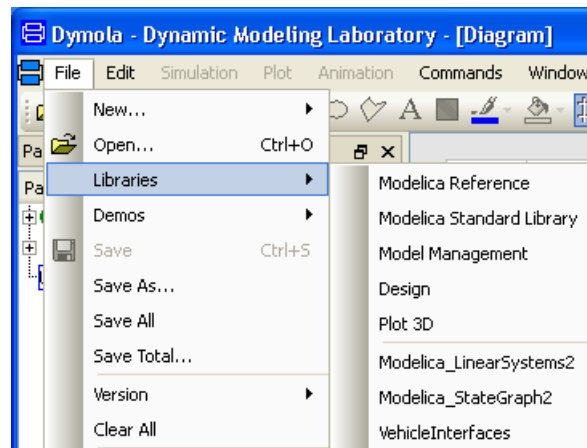 Dymola - Dynamic Modeling Laboratory - [Diagram]
File Edit Simulation Plot Animation Commands Window
New...
Open... Ctrl+O
Pa
Libraries
Pa
Demos
Save Ctrl+S
Save As...
Save All
Save Total...
Version
Clear All
Modelica Reference
Modelica Standard Library
Model Management
Design
Plot 3D
Modelica_LinearSystems2
Modelica_StateGraph2
VehicleInterfaces